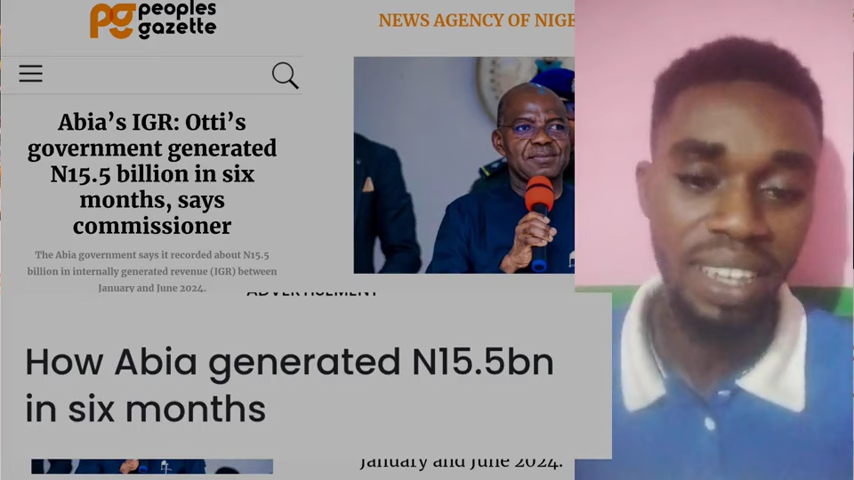 peoples
gazette
NEWS AGENCY OF NIGE
Abia’s IGR: Otti’s
government generated
N15.5 billion in six
months, says
commissioner
The Abia government says it recorded about N15.5
billion in internally generated revenue (IGR) between
January and June 2024.
ADVERTISEMENT
How Abia generated N15.5bn
in six months
January and June 2024.